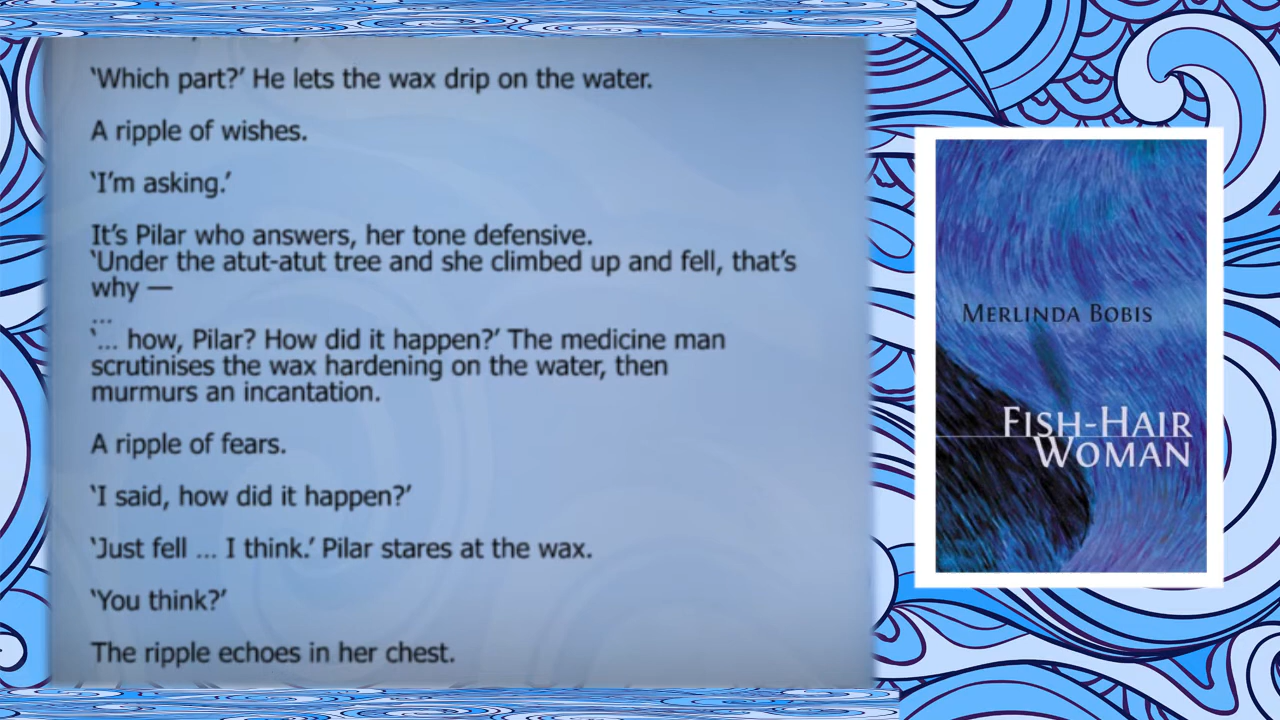 ‘Which part?’ He lets the wax drip on the water.
A ripple of wishes.
‘I’m asking.’
It’s Pilar who answers, her tone defensive.
‘Under the atut-atut tree and she climbed up and fell, that’s
why —
...
‘... how, Pilar? How did it happen?’ The medicine man
scrutinises the wax hardening on the water, then
murmurs an incantation.
A ripple of fears.
‘I said, how did it happen?’
‘Just fell ... I think.’ Pilar stares at the wax.
‘You think?’
The ripple echoes in her chest.
MERLINDA BOBIS
FISH-HAIR
WOMAN